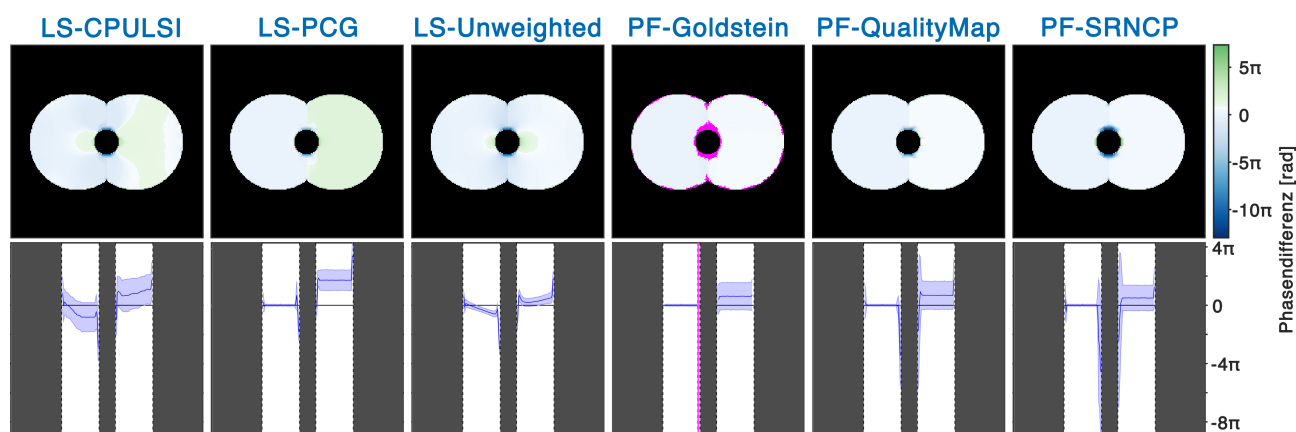 LS-CPULSI LS-PCG LS-Unweighted PF-Goldstein PF-QualityMap PF-SRNCP
5π
0
-5π
-10π
4π
0
-4π
-8π
Phasendifferenz [rad]